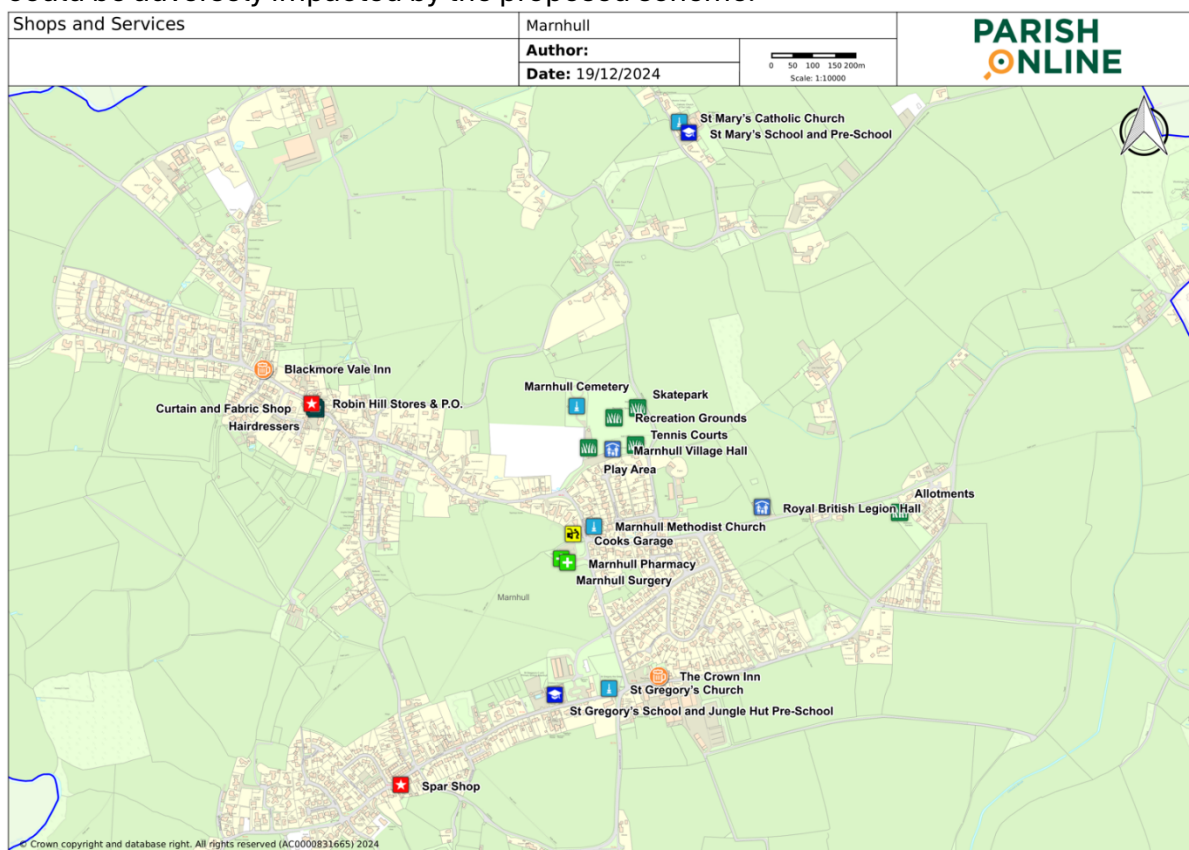 Shops and Services
Marnhull
Author:
Date: 19/12/2024
0 50 100 150 200m
Scale: 1:10000
PARISH
ONLINE
St Mary's Catholic Church
St Mary's School and Pre-School
Blackmore Vale Inn
Curtain and Fabric Shop
Robin Hill Stores & P.O.
Hairdressers
Marnhull Cemetery
Skatepark
Recreation Grounds
Tennis Courts
Marnhull Village Hall
Play Area
Allotments
Royal British Legion Hall
Marnhull Methodist Church
Cooks Garage
Marnhull Pharmacy
Marnhull Surgery
Marnhull
The Crown Inn
St Gregory's Church
St Gregory's School and Jungle Hut Pre-School
Spar Shop
© Crown copyright and database right. All rights reserved (AC0000831665) 2024